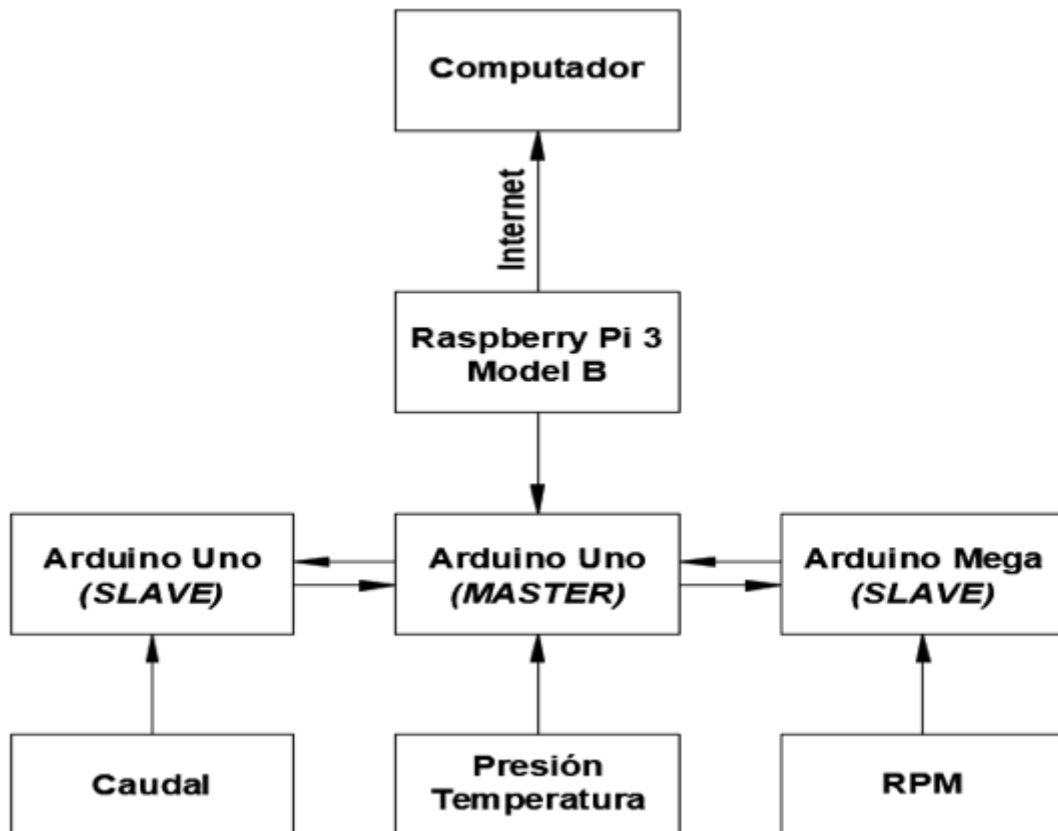 Computador
Internet
Raspberry Pi 3
Model B
Arduino Uno
(SLAVE)
Arduino Uno
(MASTER)
Arduino Mega
(SLAVE)
Caudal
Presión
Temperatura
RPM